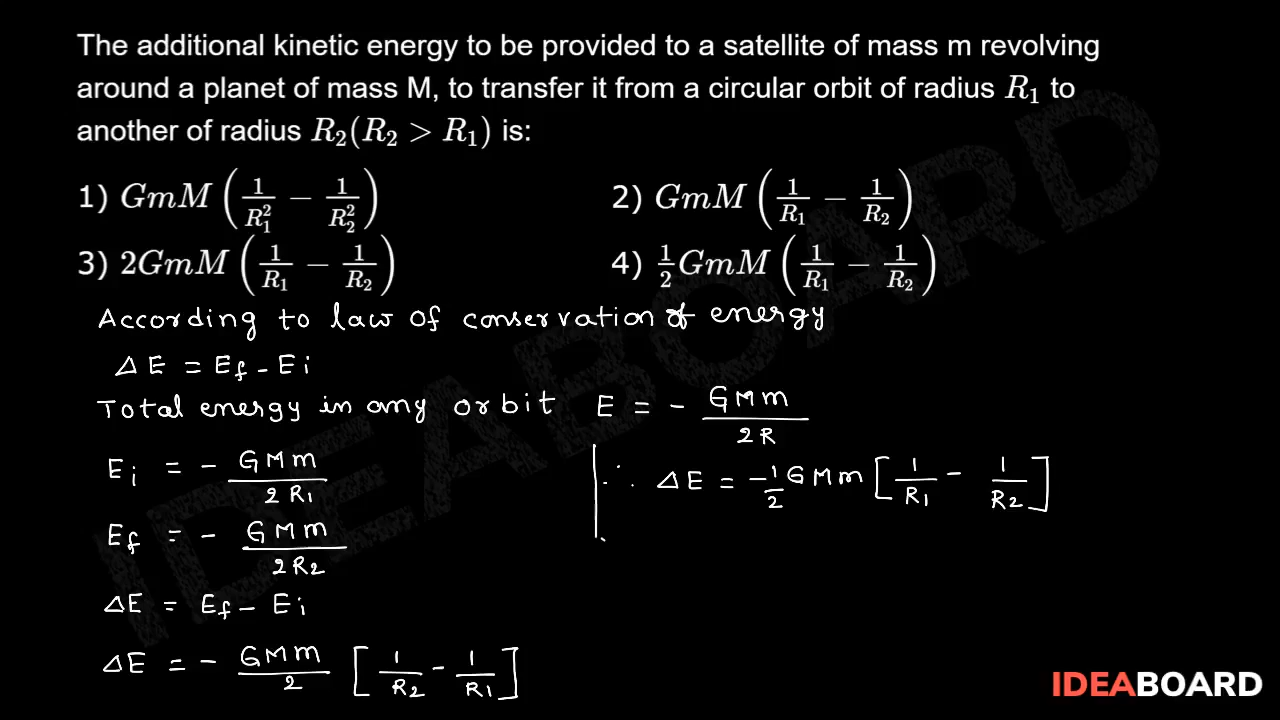 The additional kinetic energy to be provided to a satellite of mass m revolving
around a planet of mass M, to transfer it from a circular orbit of radius R₁ to
another of radius R₂(R₂ > R₁) is:
1) GmM (1/R₁² − 1/R₂²) 2) GmM (1/R₁ − 1/R₂)
3) 2GmM (1/R₁ − 1/R₂) 4) 1/2 GmM (1/R₁ − 1/R₂)
According to law of conservation of energy
ΔE = Ef - Ei
Total energy in any orbit E = - GMm/2R
Ei = - GMm/2R₁
∴ ΔE = -1/2 GMm [1/R₁ - 1/R₂]
Ef = - GMm/2R₂
ΔE = Ef - Ei
ΔE = - GMm/2 [1/R₂ - 1/R₁]
IDEABOARD
IDEABOARD